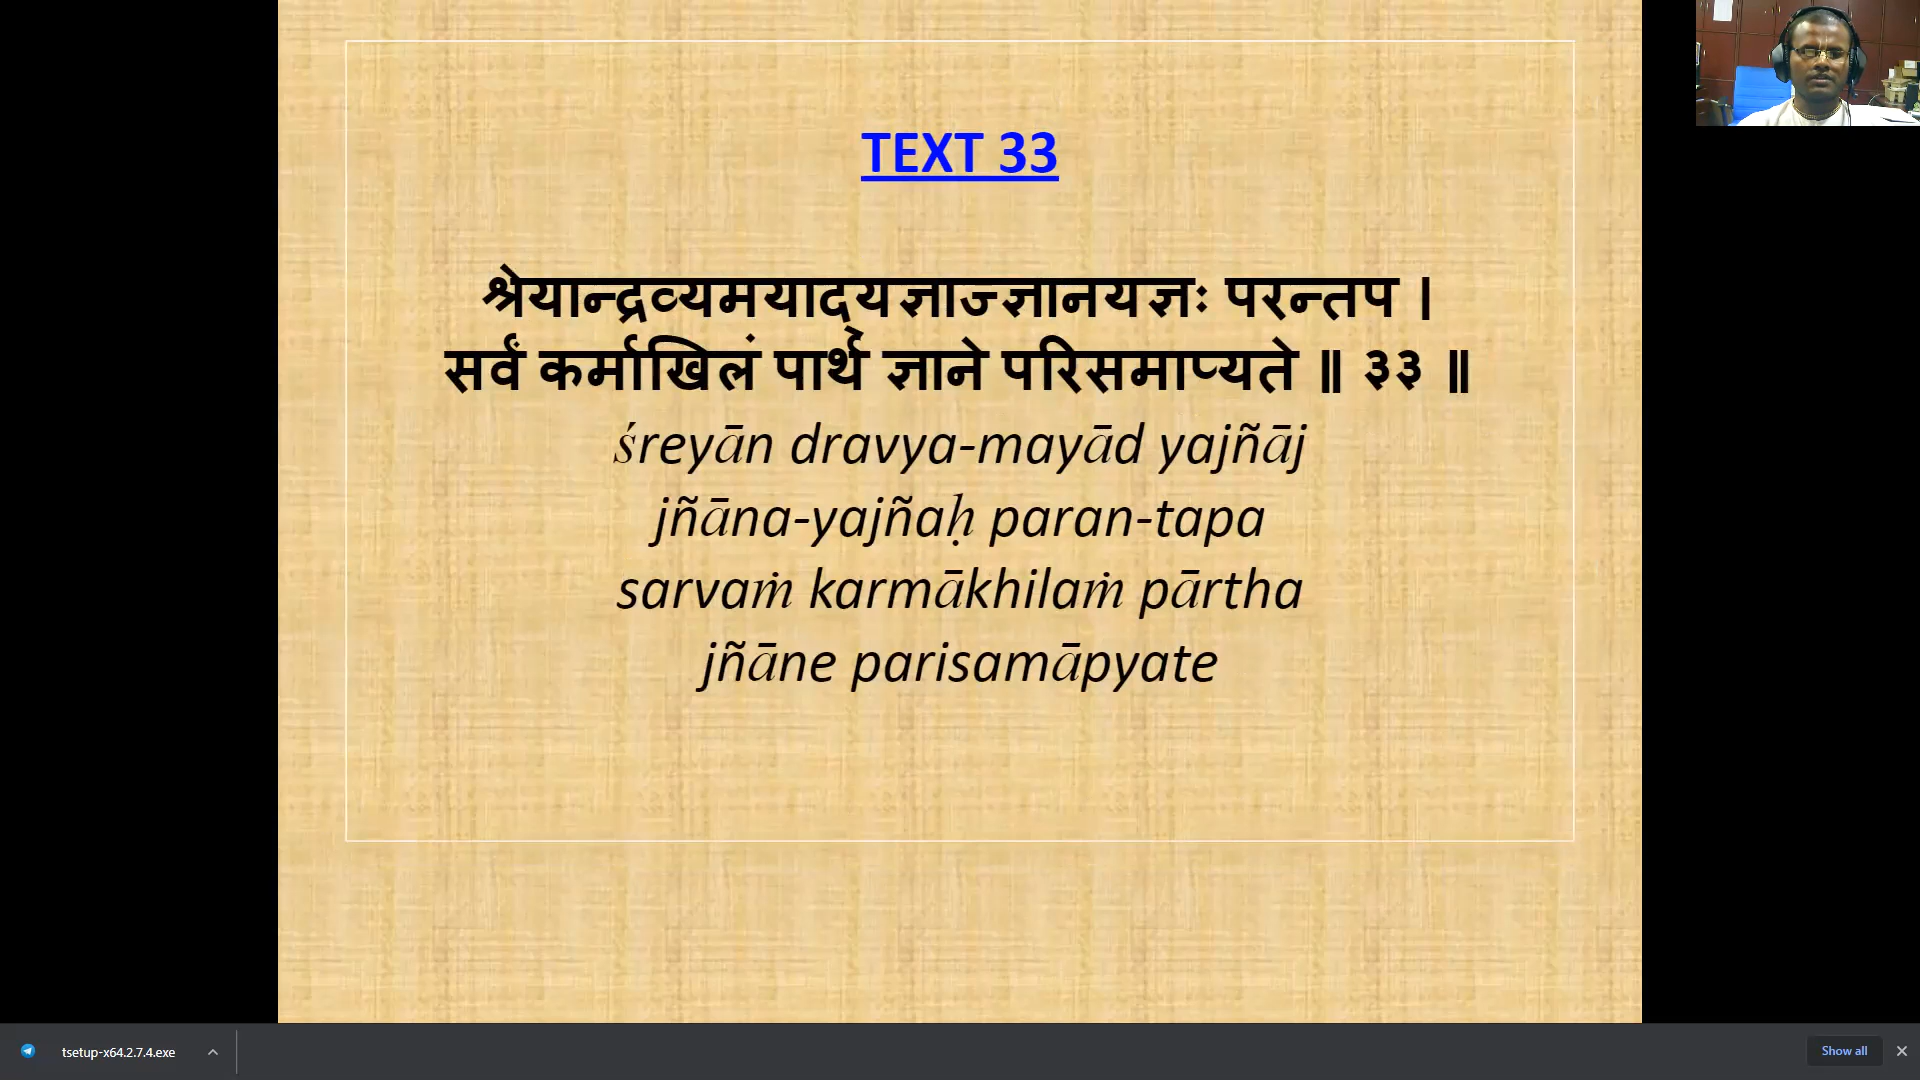 TEXT 33
श्रेयान्द्रव्यमयाद्यज्ञाज्ज्ञानयज्ञः परन्तप ।
सर्वं कर्माखिलं पार्थ ज्ञाने परिसमाप्यते ॥ ३३ ॥
śreyān dravya-mayād yajñāj
jñāna-yajñaḥ paran-tapa
sarvaṁ karmākhilaṁ pārtha
jñāne parisamāpyate
tsetup-x64.2.7.4.exe
Show all